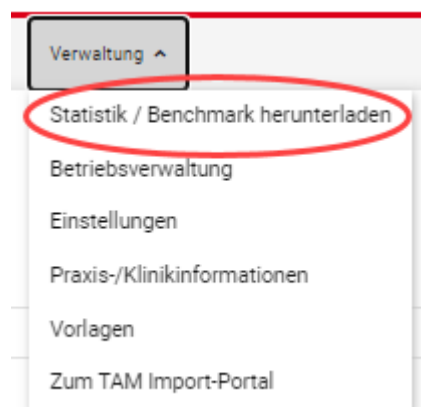 Verwaltung
Statistik / Benchmark herunterladen
Betriebsverwaltung
Einstellungen
Praxis-/Klinikinformationen
Vorlagen
Zum TAM Import-Portal